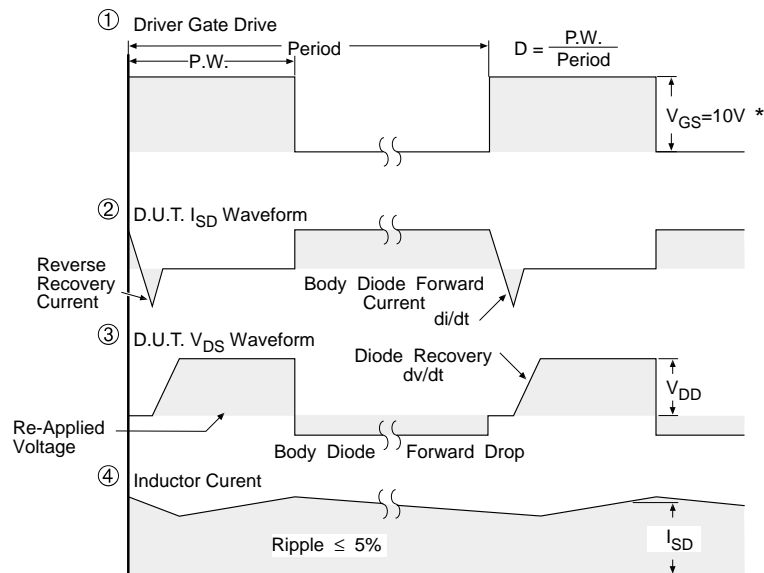 ① Driver Gate Drive
P.W.
Period
D = P.W. / Period
V_GS=10V *
② D.U.T. I_SD Waveform
Reverse
Recovery
Current
Body Diode Forward
Current
di/dt
③ D.U.T. V_DS Waveform
Diode Recovery
dv/dt
V_DD
Re-Applied
Voltage
Body Diode Forward Drop
④ Inductor Curent
Ripple ≤ 5%
I_SD